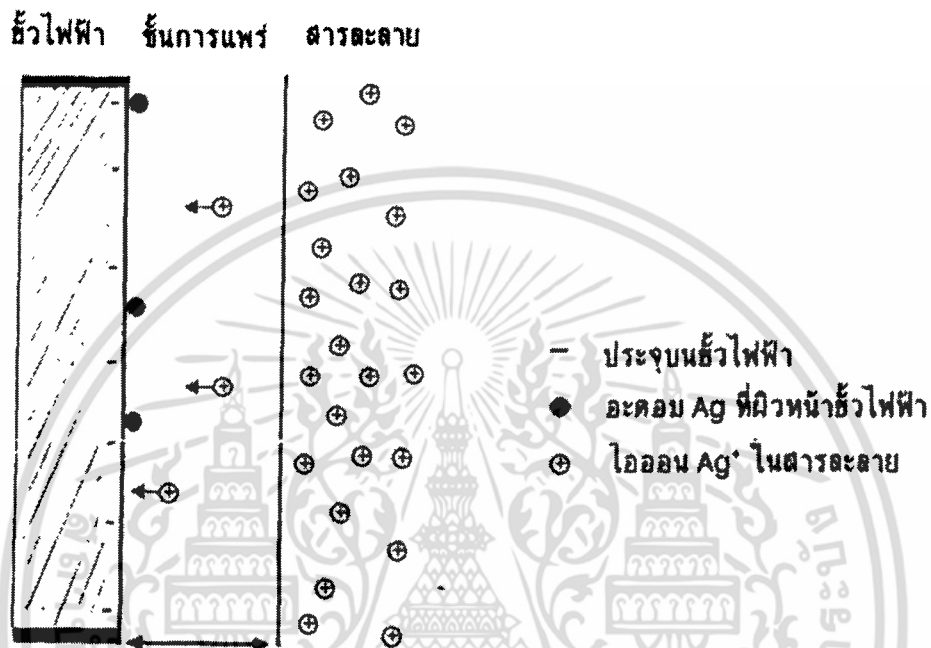 ขั้วไฟฟ้า ชั้นการแพร่ สารละลาย
– ประจุบนขั้วไฟฟ้า
● อะตอม Ag ที่ผิวหน้าขั้วไฟฟ้า
⊕ ไอออน Ag⁺ ในสารละลาย